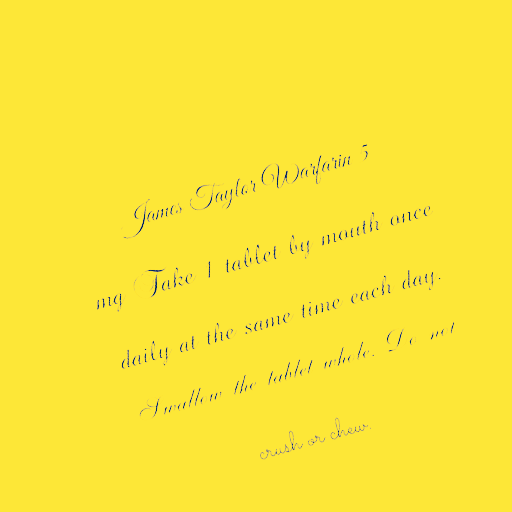 James Taylor Warfarin 5
mg Take 1 tablet by mouth once
daily at the same time each day.
Swallow the tablet whole. Do not
crush or chew.